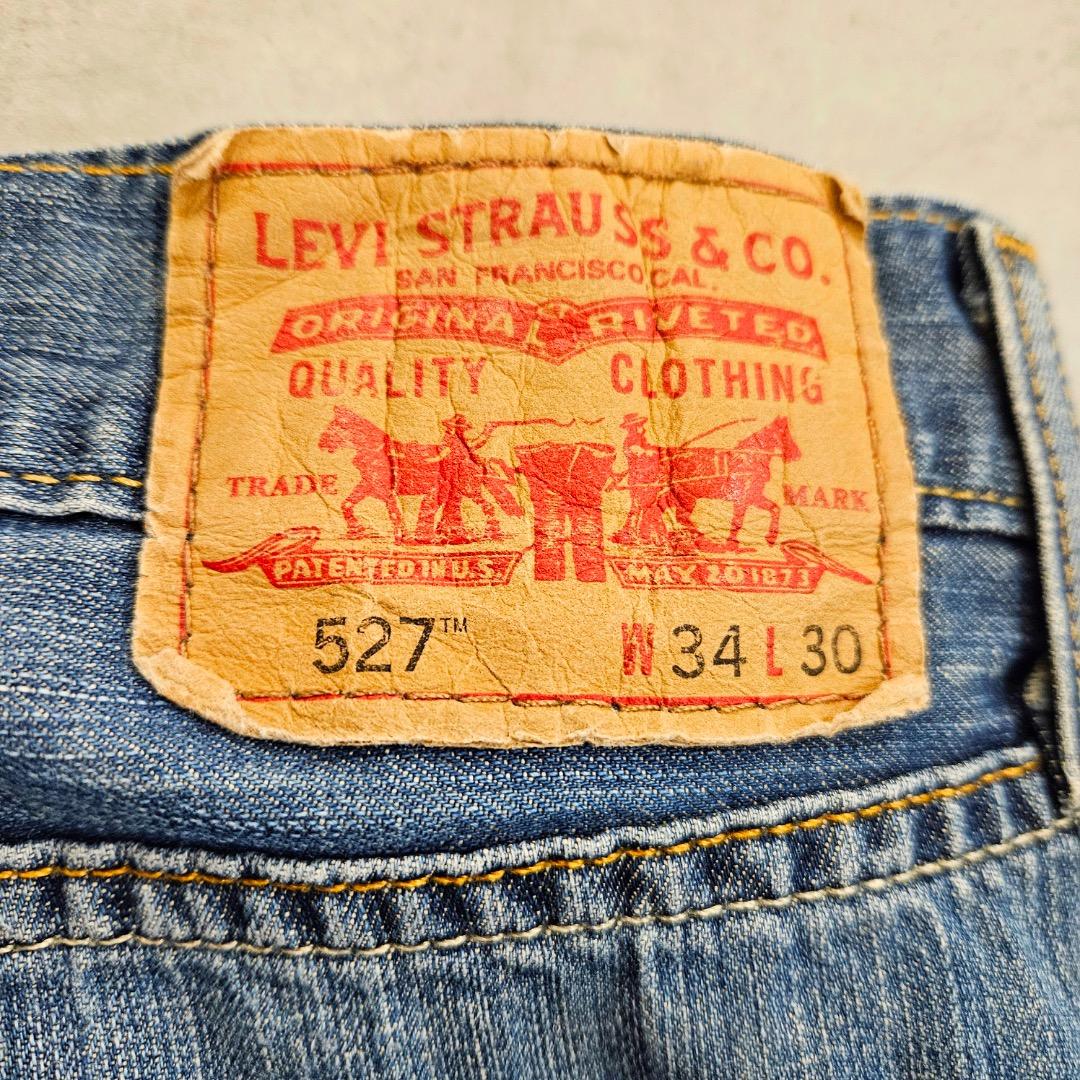 LEVI STRAUSS & CO.
SAN FRANCISCO, CAL.
ORIGINAL RIVETED
QUALITY CLOTHING
TRADE MARK
PATENTED IN U.S. MAY 20 1873
527™ W 34 L 30